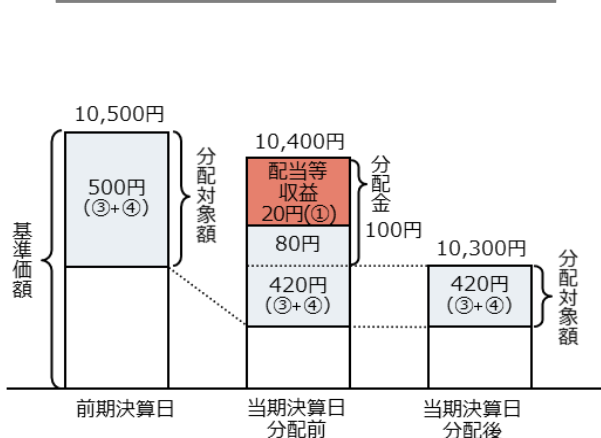 10,500円
500円
(③+④)
分配対象額
基準価額
前期決算日
10,400円
配当等
収益
20円(①)
80円
420円
(③+④)
分配金
100円
当期決算日
分配前
10,300円
420円
(③+④)
分配対象額
当期決算日
分配後